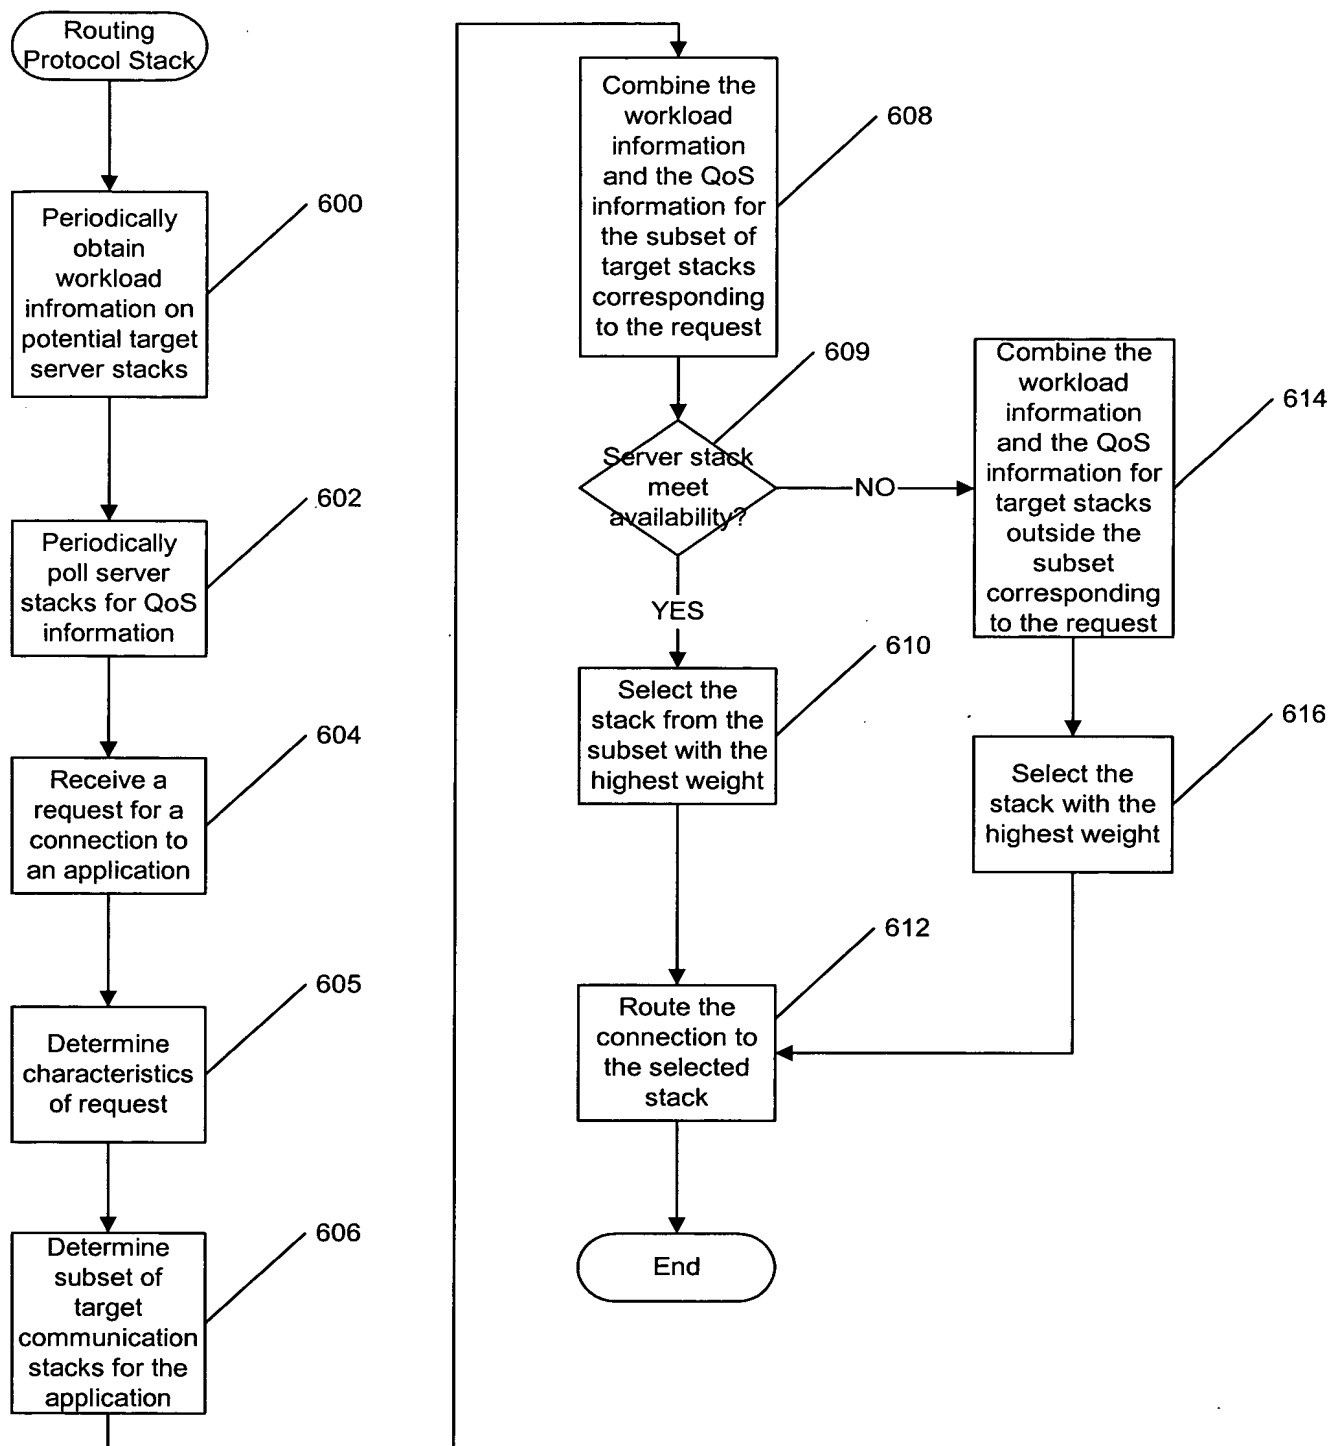 Routing
Protocol Stack
600
Periodically
obtain
workload
infromation on
potential target
server stacks
602
Periodically
poll server
stacks for QoS
information
604
Receive a
request for a
connection to
an application
605
Determine
characteristics
of request
606
Determine
subset of
target
communication
stacks for the
application
608
Combine the
workload
information
and the QoS
information for
the subset of
target stacks
corresponding
to the request
609
Server stack
meet
availability?
NO
YES
614
Combine the
workload
information
and the QoS
information for
target stacks
outside the
subset
corresponding
to the request
610
Select the
stack from the
subset with the
highest weight
616
Select the
stack with the
highest weight
612
Route the
connection to
the selected
stack
End